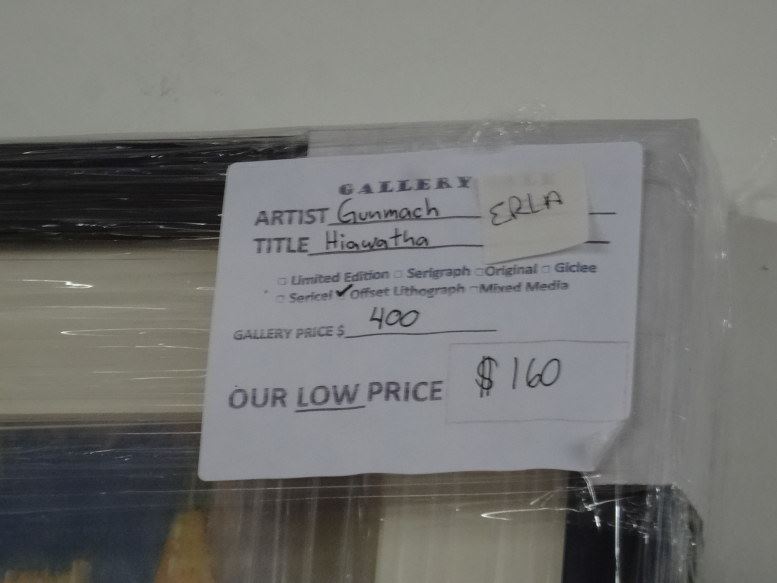 GALLERY
ARTIST Gunmach ERLA
TITLE Hiawatha
Limited Edition Serigraph Original Giclee
Sericel ✓ Offset Lithograph Mixed Media
GALLERY PRICE $ 400
OUR LOW PRICE $160